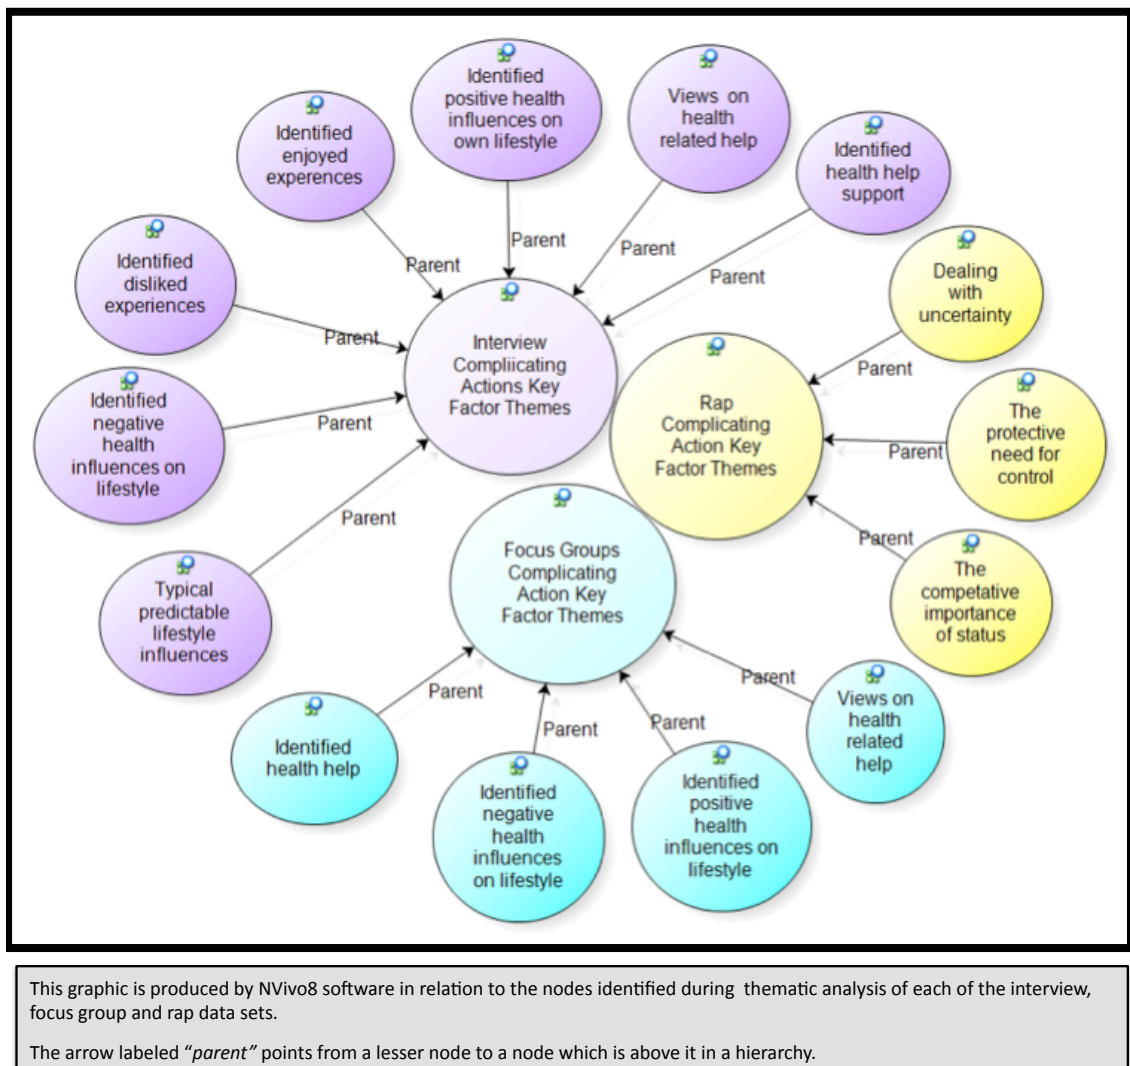 Identified
positive health
influences on
own lifestyle
Views on
health
related help
Identified
enjoyed
experences
Identified
health help
support
Parent
Parent
Parent
Parent
Identified
disliked
experiences
Dealing
with
uncertainty
Parent
Interview
Compliicating
Actions Key
Factor Themes
Parent
Rap
Complicating
Action Key
Factor Themes
The
protective
need for
control
Parent
Identified
negative
health
influences on
lifestyle
Parent
Parent
Parent
Focus Groups
Complicating
Action Key
Factor Themes
The
competative
importance
of status
Typical
predictable
lifestyle
influences
Parent
Parent
Parent
Parent
Views on
health
related
help
Identified
health help
Identified
negative
health
influences
on lifestyle
Identified
positive
health
influences on
lifestyle
This graphic is produced by NVivo8 software in relation to the nodes identified during thematic analysis of each of the interview,
focus group and rap data sets.
The arrow labeled “parent” points from a lesser node to a node which is above it in a hierarchy.